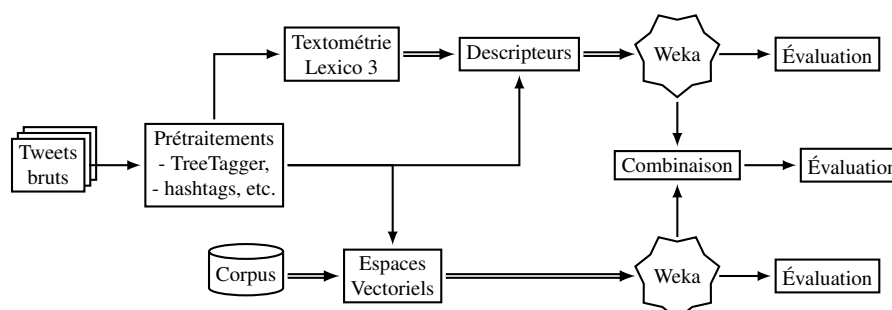 Textométrie
Lexico 3
Descripteurs
Weka
Évaluation
Tweets
bruts
Prétraitements
- TreeTagger,
- hashtags, etc.
Combinaison
Évaluation
Corpus
Espaces
Vectoriels
Weka
Évaluation